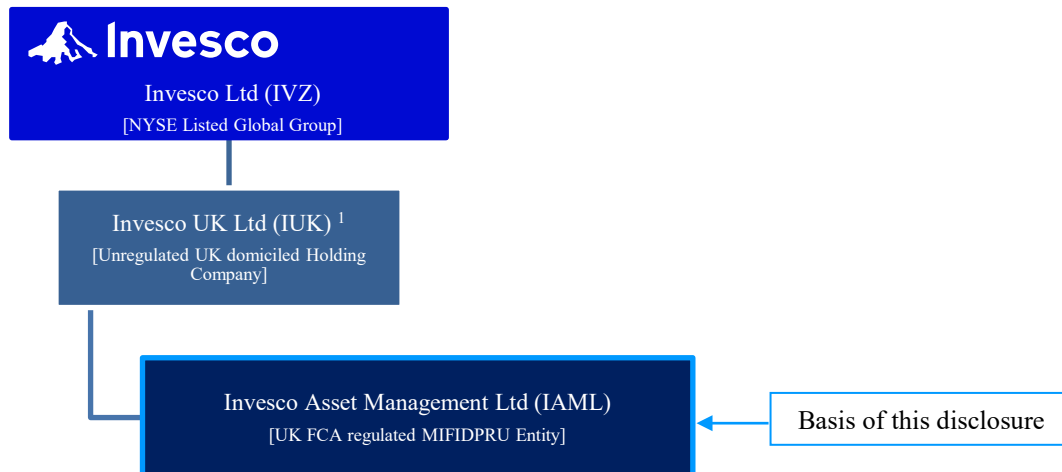 Invesco
Invesco Ltd (IVZ)
[NYSE Listed Global Group]
Invesco UK Ltd (IUK) ¹
[Unregulated UK domiciled Holding
Company]
Invesco Asset Management Ltd (IAML)
[UK FCA regulated MIFIDPRU Entity]
Basis of this disclosure